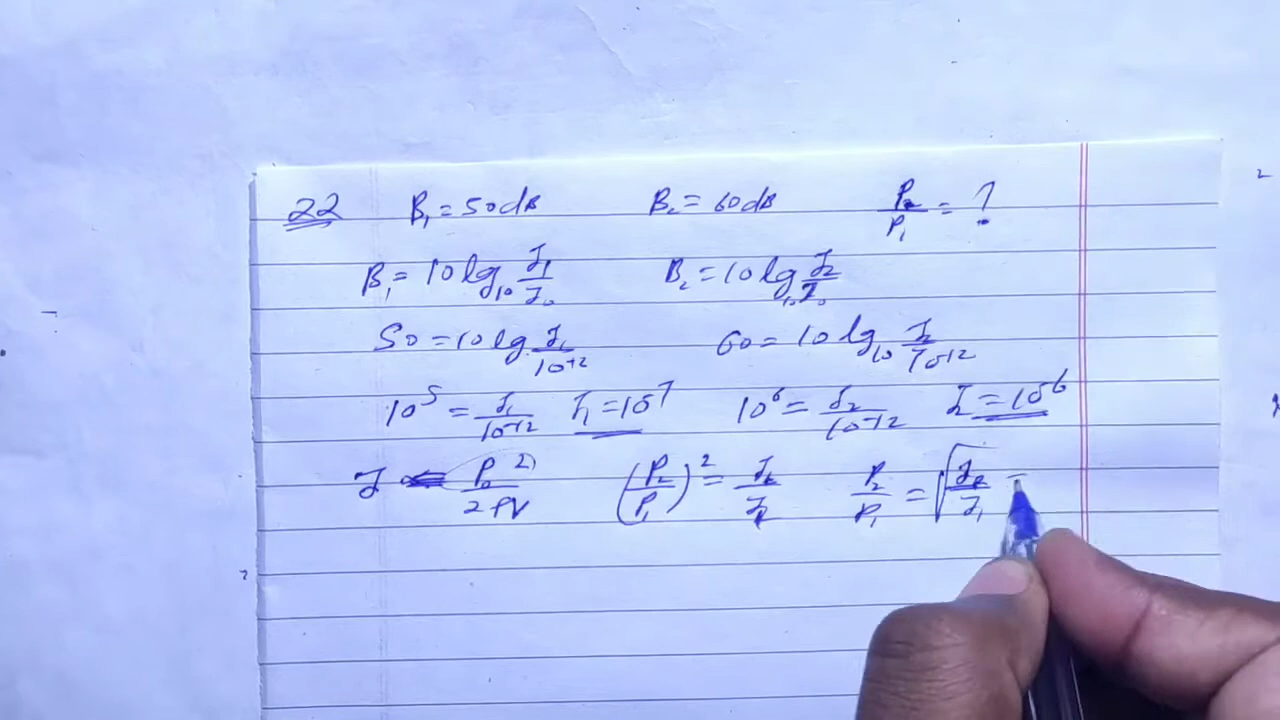 22 B₁ = 50dB B₂ = 60dB P₂/P₁ = ?
B₁ = 10 lg₁₀ I₁/I₀ B₂ = 10 lg₁₀ I₂/I₀
50 = 10 lg I₁/10⁻¹² 60 = 10 lg₁₀ I₂/10⁻¹²
10⁵ = I₁/10⁻¹² I₁ = 10⁻⁷ 10⁶ = I₂/10⁻¹² I₂ = 10⁻⁶
I = P₀²/2PV (P₂/P₁)² = I₂/I₁ P₂/P₁ = √(I₂/I₁)